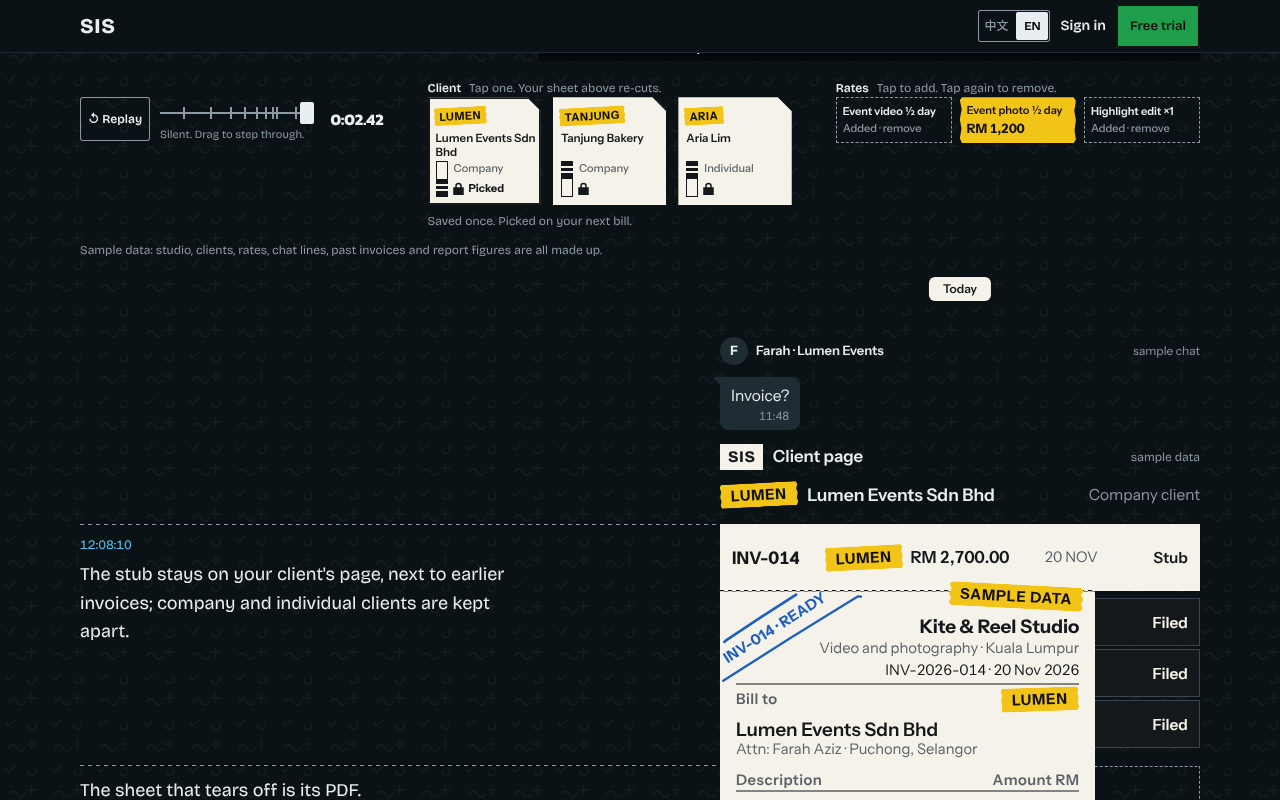 SIS
中文 EN Sign in Free trial
Replay
Silent. Drag to step through.
0:02.42
Client Tap one. Your sheet above re-cuts.
LUMEN
Lumen Events Sdn Bhd
Company
Picked
TANJUNG
Tanjung Bakery
Company
ARIA
Aria Lim
Individual
Saved once. Picked on your next bill.
Rates Tap to add. Tap again to remove.
Event video ½ day
Added · remove
Event photo ½ day
RM 1,200
Highlight edit ×1
Added · remove
Sample data: studio, clients, rates, chat lines, past invoices and report figures are all made up.
Today
F Farah · Lumen Events sample chat
Invoice?
11:48
SIS Client page sample data
LUMEN Lumen Events Sdn Bhd Company client
12:08:10
The stub stays on your client's page, next to earlier
invoices; company and individual clients are kept
apart.
INV-014 LUMEN RM 2,700.00 20 NOV Stub
SAMPLE DATA
INV-014 · READY
Kite & Reel Studio
Video and photography · Kuala Lumpur
INV-2026-014 · 20 Nov 2026
Bill to LUMEN
Lumen Events Sdn Bhd
Attn: Farah Aziz · Puchong, Selangor
Description Amount RM
Filed
Filed
Filed
The sheet that tears off is its PDF.